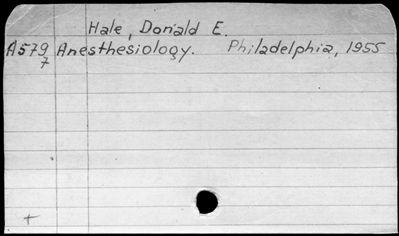 Hale, Donald E.
A579 Anesthesiology. Philadelphia, 1955
7
+